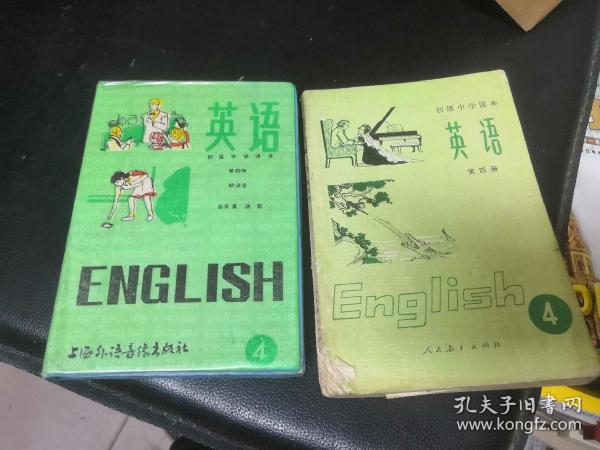 英语
初级中学课本
第四册
ENGLISH
上海外语音像出版社
4
初级中学课本
英语
第四册
English
4
人民教育出版社
孔夫子旧书网
www.kongfz.com